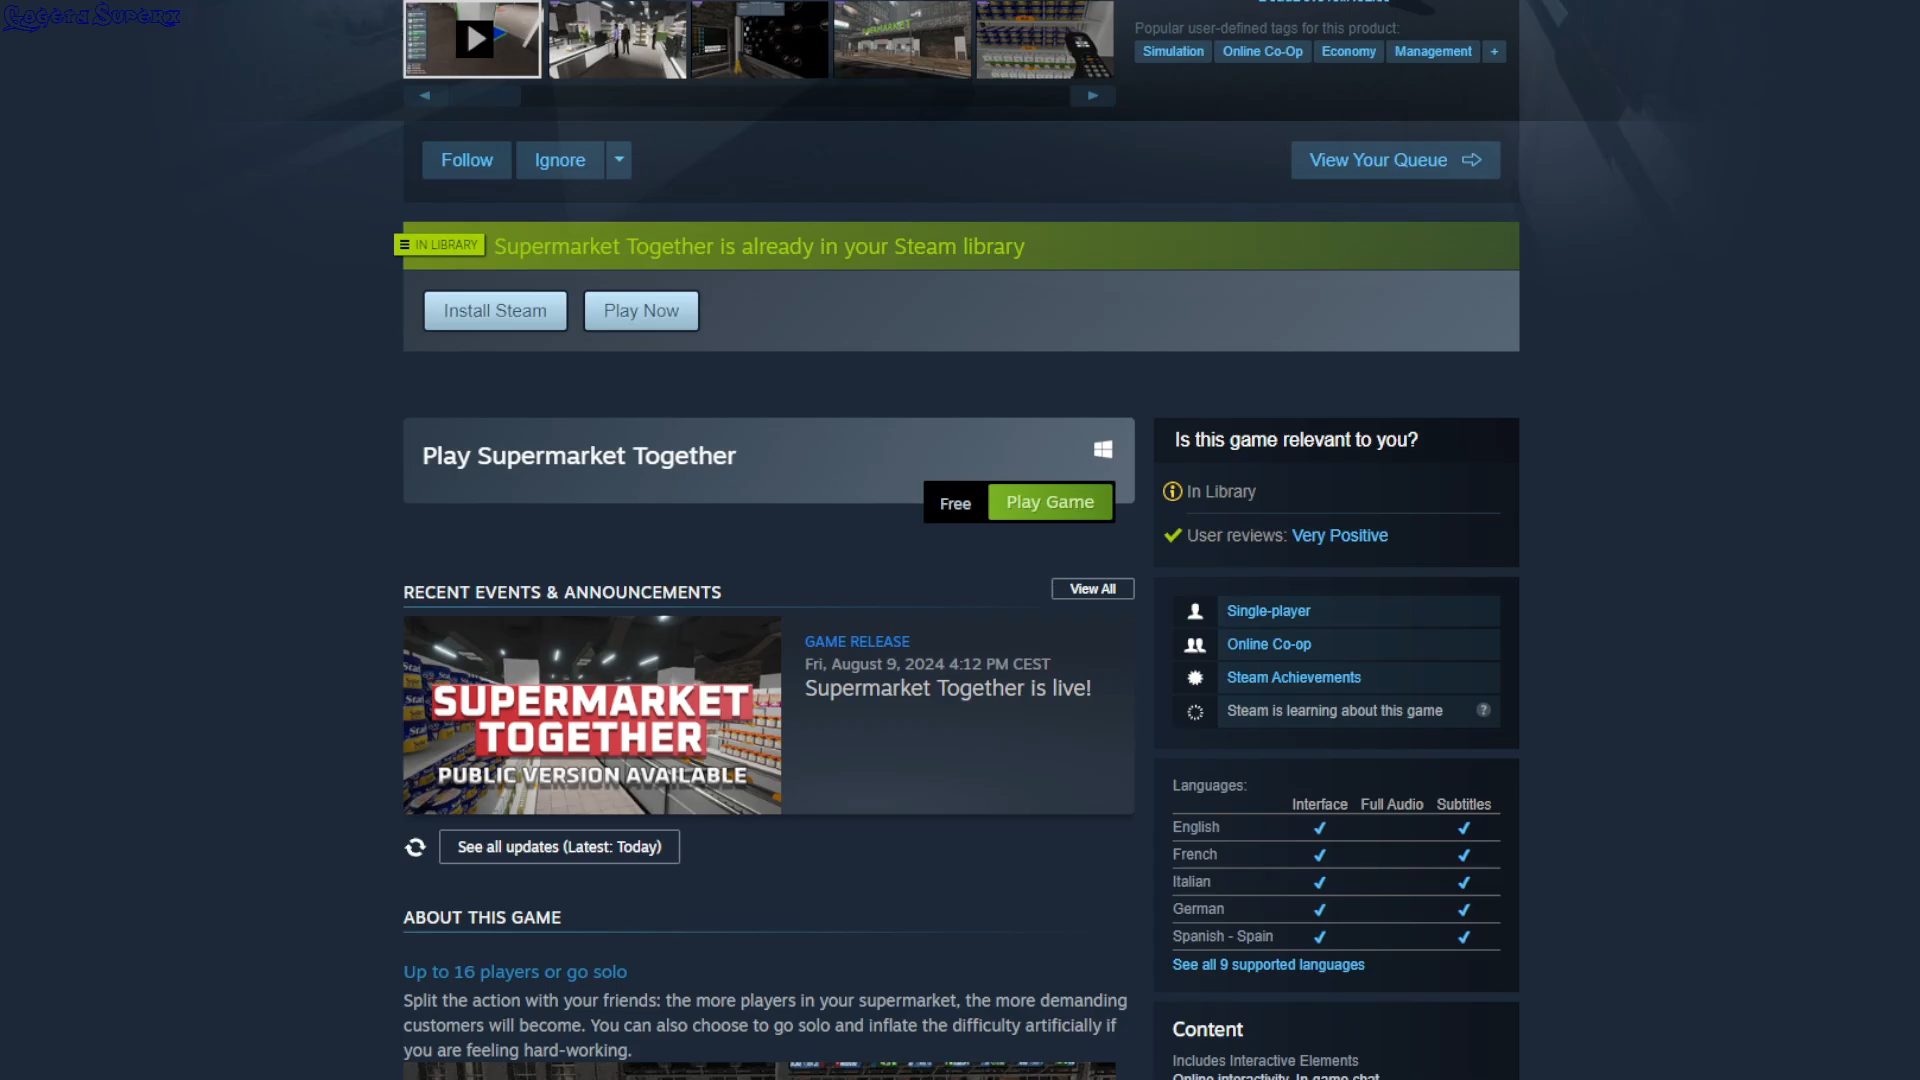 Popular user-defined tags for this product:
Simulation Online Co-Op Economy Management +
Follow Ignore View Your Queue
IN LIBRARY Supermarket Together is already in your Steam library
Install Steam Play Now
Play Supermarket Together
Free Play Game
RECENT EVENTS & ANNOUNCEMENTS View All
SUPERMARKET
TOGETHER
PUBLIC VERSION AVAILABLE
GAME RELEASE
Fri, August 9, 2024 4:12 PM CEST
Supermarket Together is live!
See all updates (Latest: Today)
ABOUT THIS GAME
Up to 16 players or go solo
Split the action with your friends: the more players in your supermarket, the more demanding
customers will become. You can also choose to go solo and inflate the difficulty artificially if
you are feeling hard-working.
Is this game relevant to you?
In Library
User reviews: Very Positive
Single-player
Online Co-op
Steam Achievements
Steam is learning about this game ?
Languages:
Interface Full Audio Subtitles
English
French
Italian
German
Spanish - Spain
See all 9 supported languages
Content
Includes Interactive Elements
Online interactivity, In-game chat